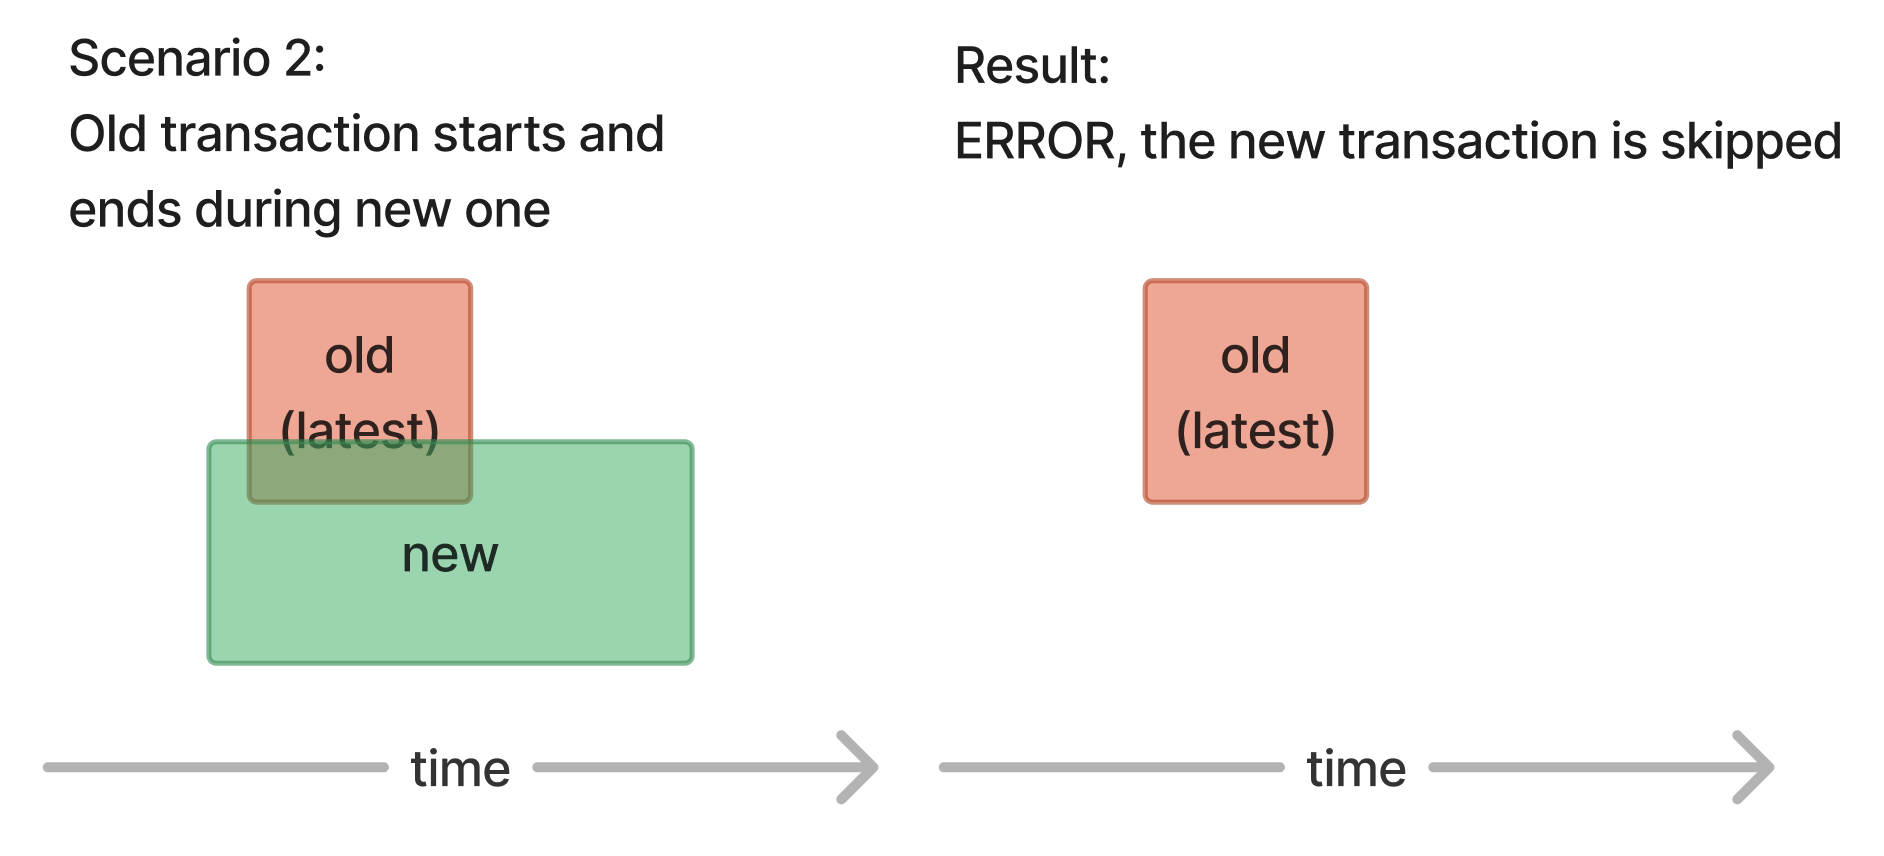 Scenario 2:
Old transaction starts and
ends during new one
old
(latest)
new
time
Result:
ERROR, the new transaction is skipped
old
(latest)
time